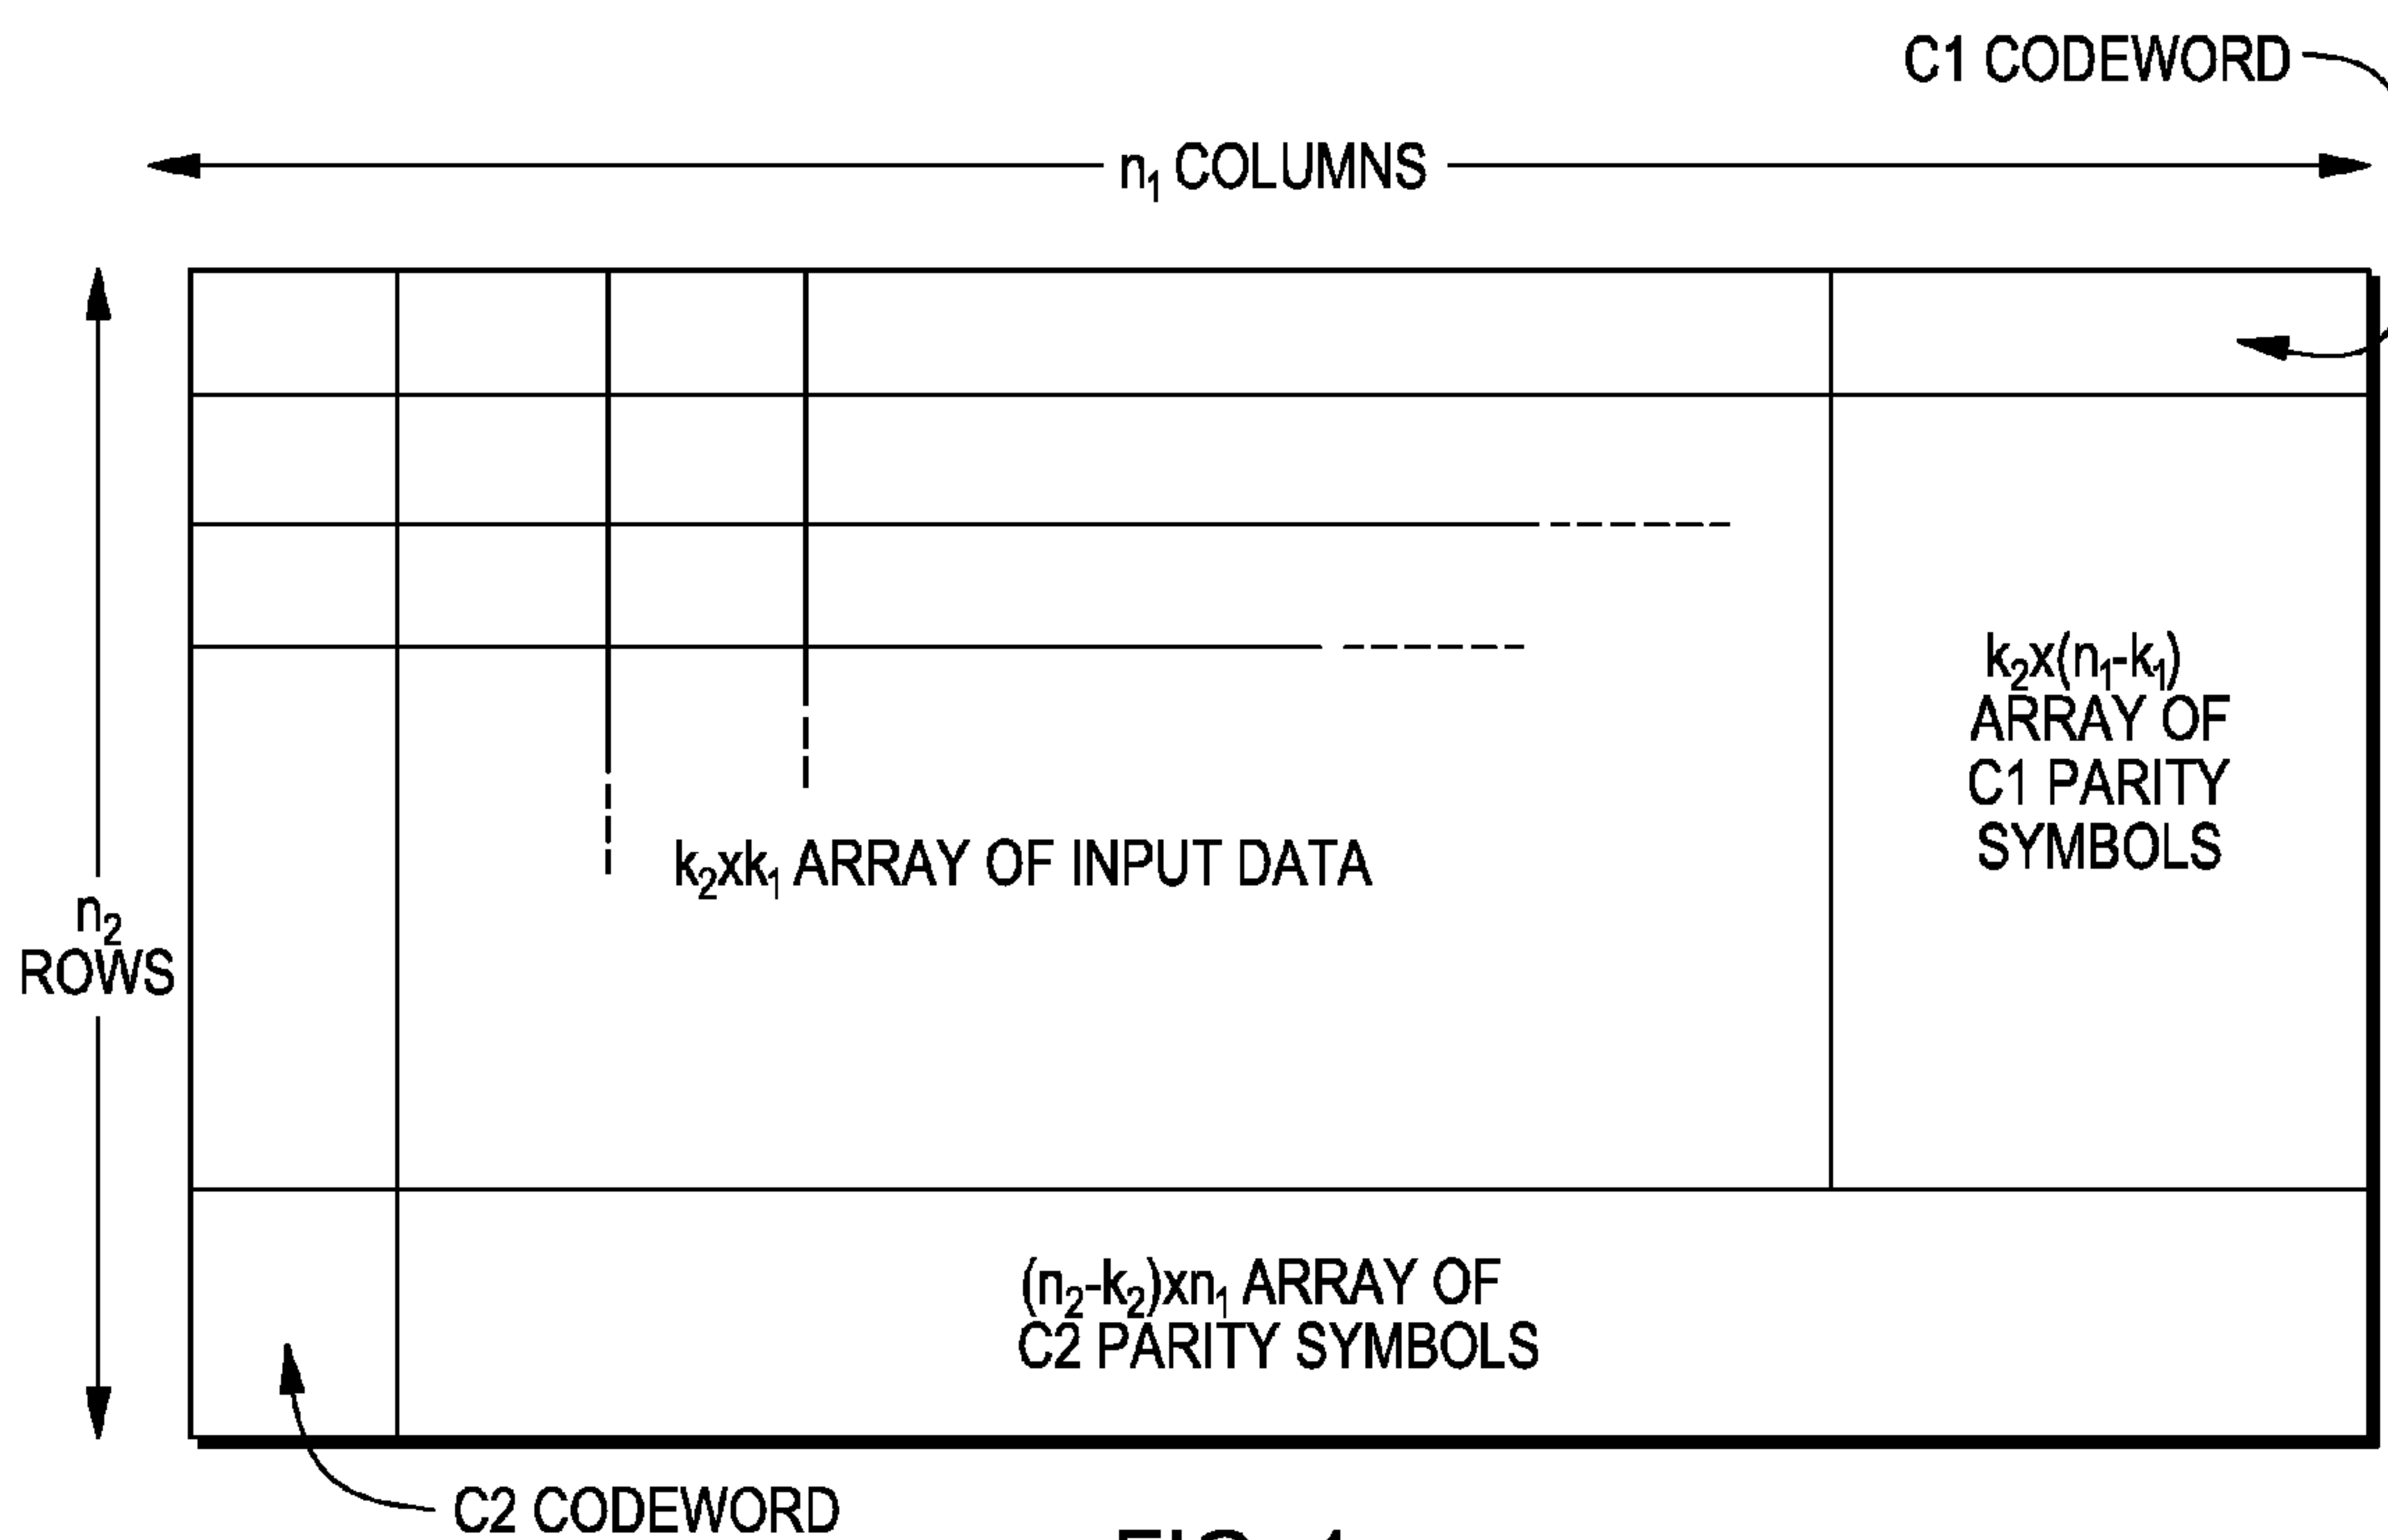 C1 CODEWORD
n₁ COLUMNS
k₂x(n₁-k₁)
ARRAY OF
C1 PARITY
SYMBOLS
k₂xk₁ ARRAY OF INPUT DATA
n₂
ROWS
(n₂-k₂)xn₁ ARRAY OF
C2 PARITY SYMBOLS
C2 CODEWORD